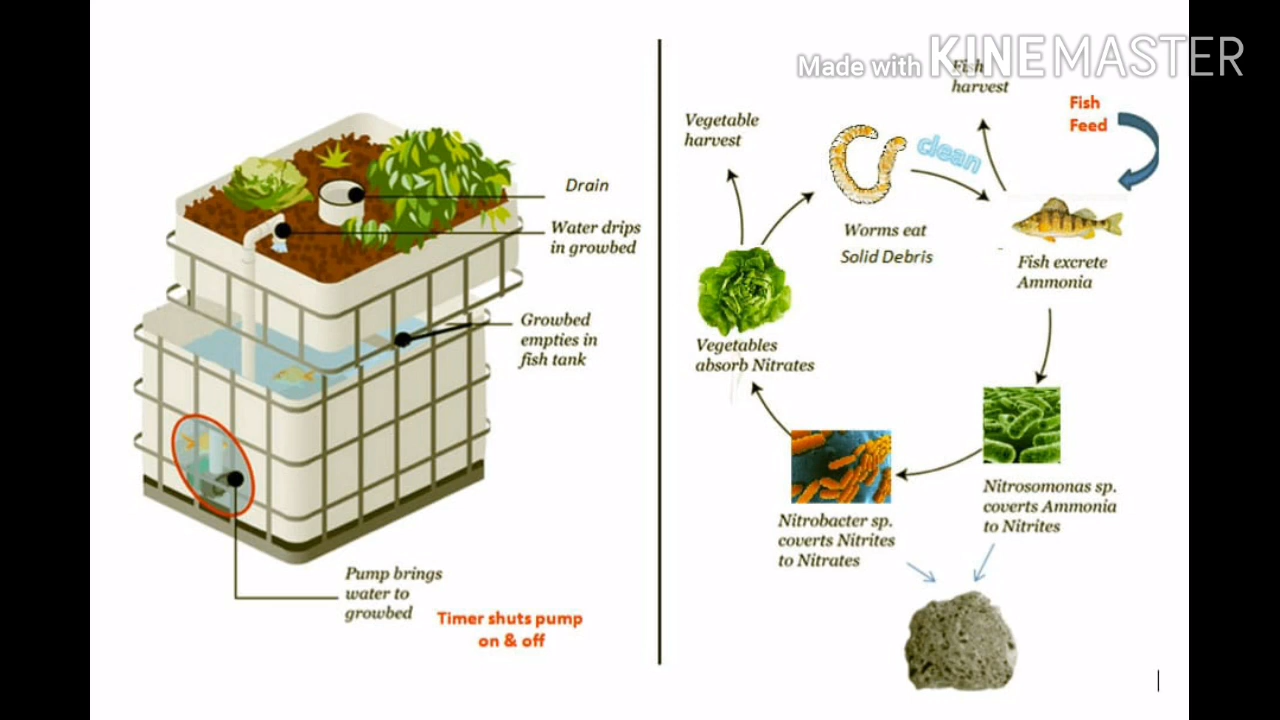 Made with KINEMASTER
Drain
Water drips
in growbed
Growbed
empties in
fish tank
Pump brings
water to
growbed
Timer shuts pump
on & off
Fish
harvest
Fish
Feed
Vegetable
harvest
clean
Worms eat
Solid Debris
Fish excrete
Ammonia
Vegetables
absorb Nitrates
Nitrosomonas sp.
coverts Ammonia
to Nitrites
Nitrobacter sp.
coverts Nitrites
to Nitrates